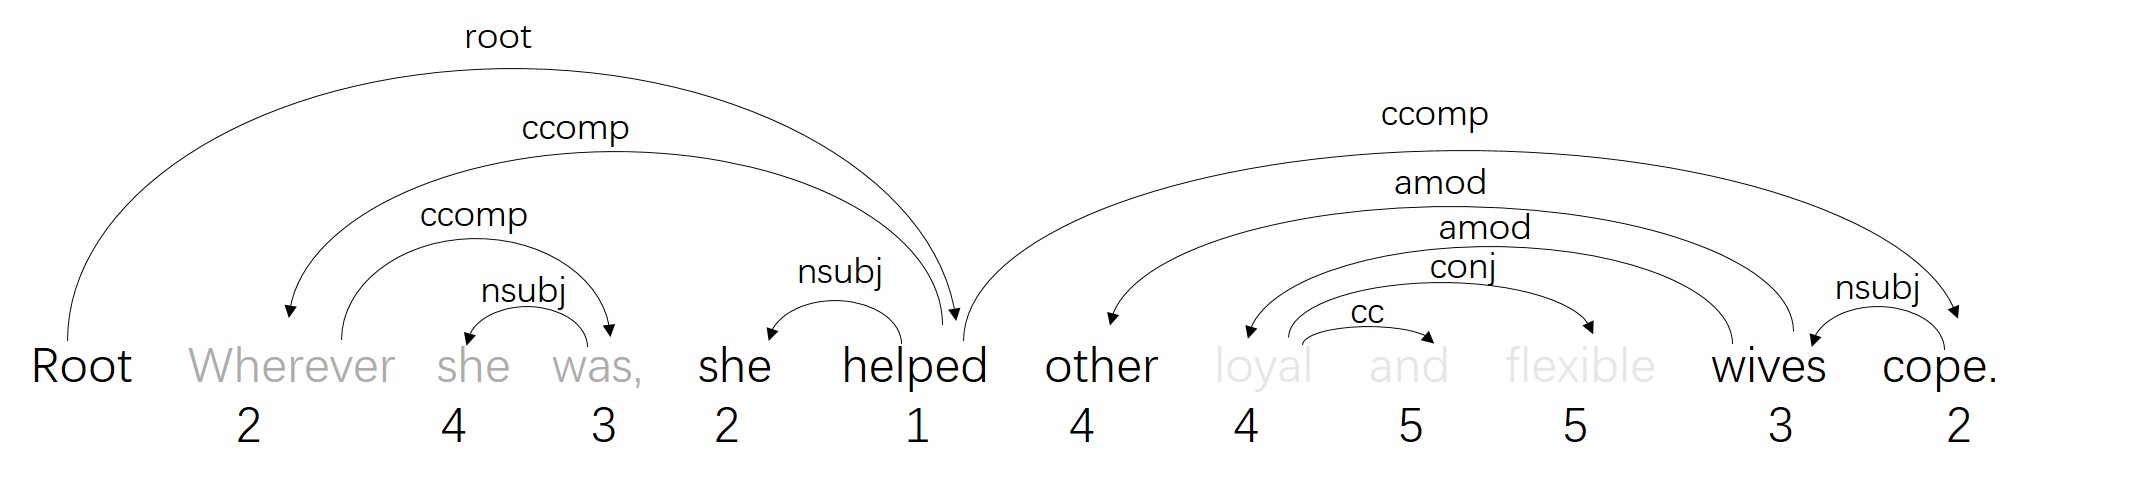 root
ccomp
ccomp
amod
ccomp
amod
conj
nsubj
nsubj
nsubj
cc
Root Wherever she was, she helped other loyal and flexible wives cope.
2 4 3 2 1 4 4 5 5 3 2